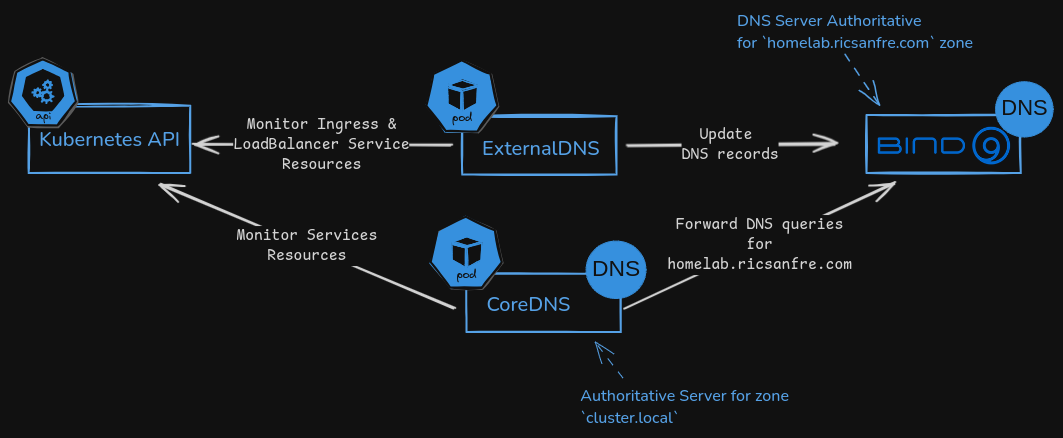 DNS Server Authoritative
for `homelab.ricsanfre.com` zone
api
Kubernetes API
Monitor Ingress &
LoadBalancer Service
Resources
pod
ExternalDNS
Update
DNS records
DNS
BIND 9
Monitor Services
Resources
pod
DNS
CoreDNS
Forward DNS queries
for
homelab.ricsanfre.com
Authoritative Server for zone
`cluster.local`